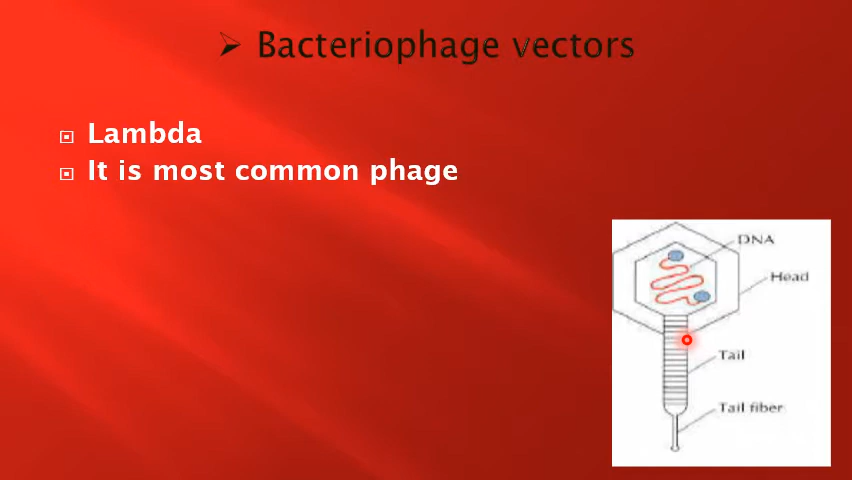 Bacteriophage vectors
Lambda
It is most common phage
DNA
Head
Tail
Tail fiber